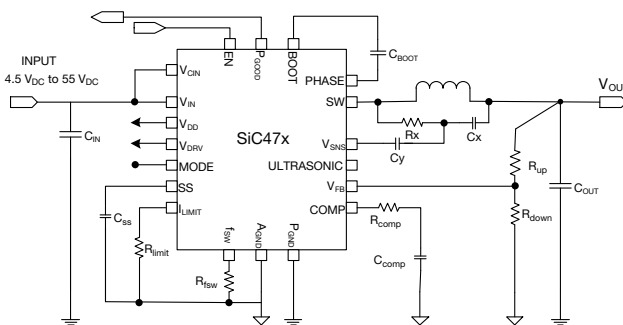 INPUT
4.5 VDC to 55 VDC
CIN
EN
PGOOD
BOOT
PHASE
CBOOT
VCIN
VIN
VDD
VDRV
MODE
SS
ILIMIT
SiC47x
SW
VSNS
ULTRASONIC
VFB
COMP
fSW
AGND
PGND
Css
Rlimit
Rfsw
Rx
Cx
Cy
Rcomp
Ccomp
Rup
Rdown
COUT
VOU